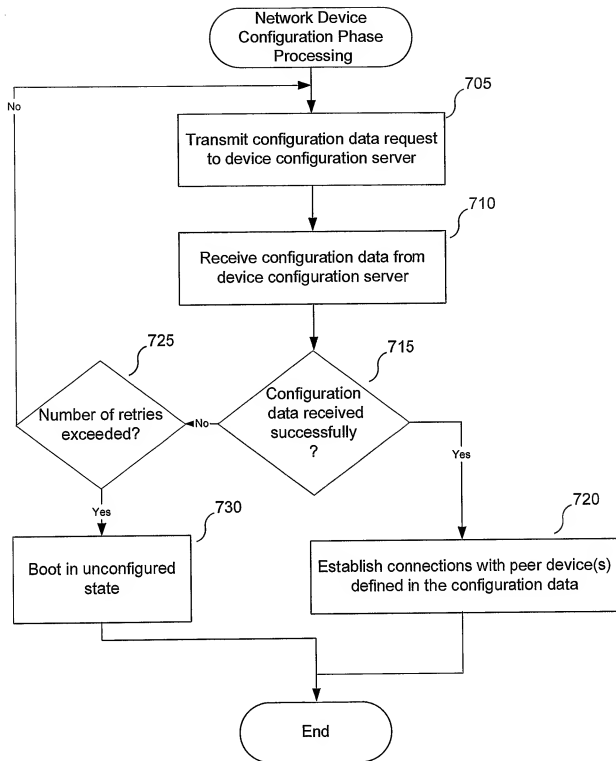 Network Device
Configuration Phase
Processing
No
705
Transmit configuration data request
to device configuration server
710
Receive configuration data from
device configuration server
725
715
Number of retries
exceeded?
No
Configuration
data received
successfully
?
Yes
Yes
730
720
Boot in unconfigured
state
Establish connections with peer device(s)
defined in the configuration data
End